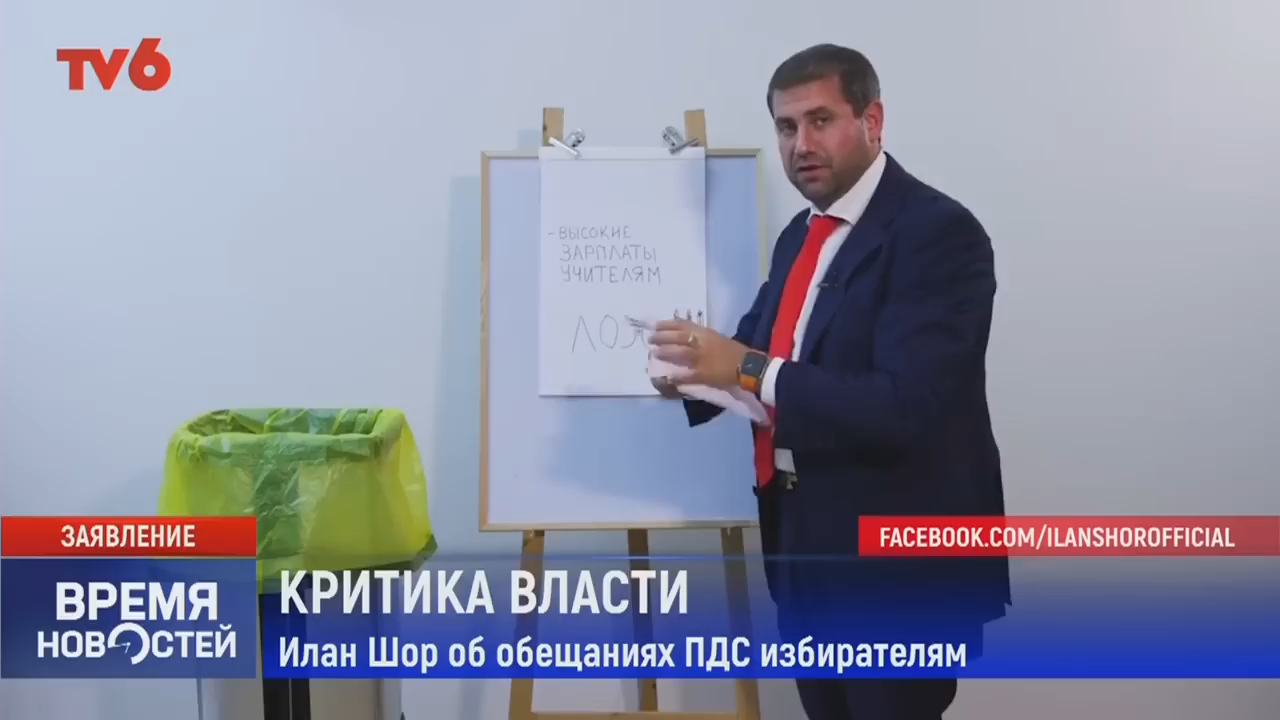 TV6
- ВЫСОКИЕ
ЗАРПЛАТЫ
УЧИТЕЛЯМ
ЗАЯВЛЕНИЕ
FACEBOOK.COM/ILANSHOROFFICIAL
ВРЕМЯ
НОВОСТЕЙ
КРИТИКА ВЛАСТИ
Илан Шор об обещаниях ПДС избирателям